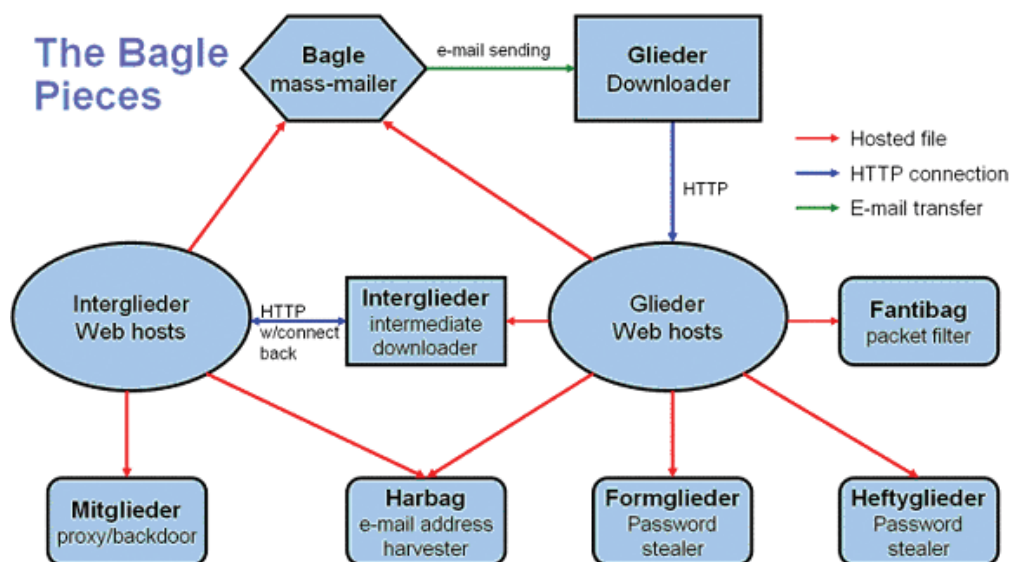 The Bagle
Pieces
Bagle
mass-mailer
e-mail sending
Glieder
Downloader
Hosted file
HTTP connection
E-mail transfer
HTTP
Interglieder
Web hosts
HTTP
w/connect
back
Interglieder
intermediate
downloader
Glieder
Web hosts
Fantibag
packet filter
Mitglieder
proxy/backdoor
Harbag
e-mail address
harvester
Formglieder
Password
stealer
Heftyglieder
Password
stealer